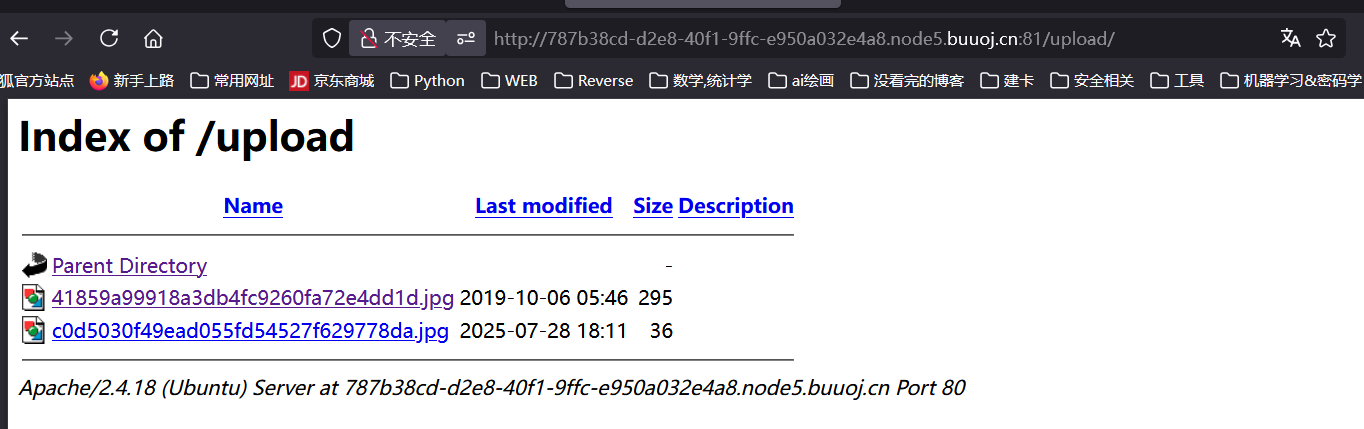 不安全 http://787b38cd-d2e8-40f1-9ffc-e950a032e4a8.node5.buuoj.cn:81/upload/
狐官方站点 新手上路 常用网址 JD 京东商城 Python WEB Reverse 数学,统计学 ai绘画 没看完的博客 建卡 安全相关 工具 机器学习&密码学
Index of /upload
Name Last modified Size Description
Parent Directory -
41859a99918a3db4fc9260fa72e4dd1d.jpg 2019-10-06 05:46 295
c0d5030f49ead055fd54527f629778da.jpg 2025-07-28 18:11 36
Apache/2.4.18 (Ubuntu) Server at 787b38cd-d2e8-40f1-9ffc-e950a032e4a8.node5.buuoj.cn Port 80